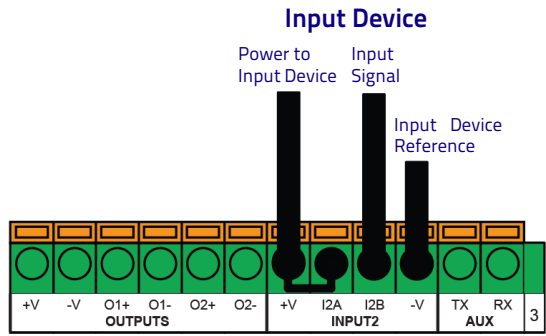 Input Device
Power to Input Device
Input Signal
Input Device Reference
+V -V O1+ O1- O2+ O2- +V I2A I2B -V TX RX
OUTPUTS INPUT2 AUX 3